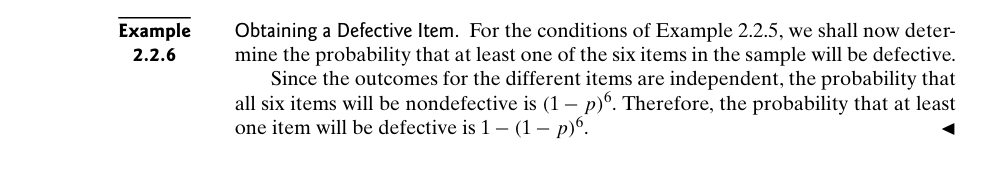 Example 2.2.6
Obtaining a Defective Item. For the conditions of Example 2.2.5, we shall now deter-
mine the probability that at least one of the six items in the sample will be defective.
Since the outcomes for the different items are independent, the probability that
all six items will be nondefective is (1 − p)⁶. Therefore, the probability that at least
one item will be defective is 1 − (1 − p)⁶. ◄